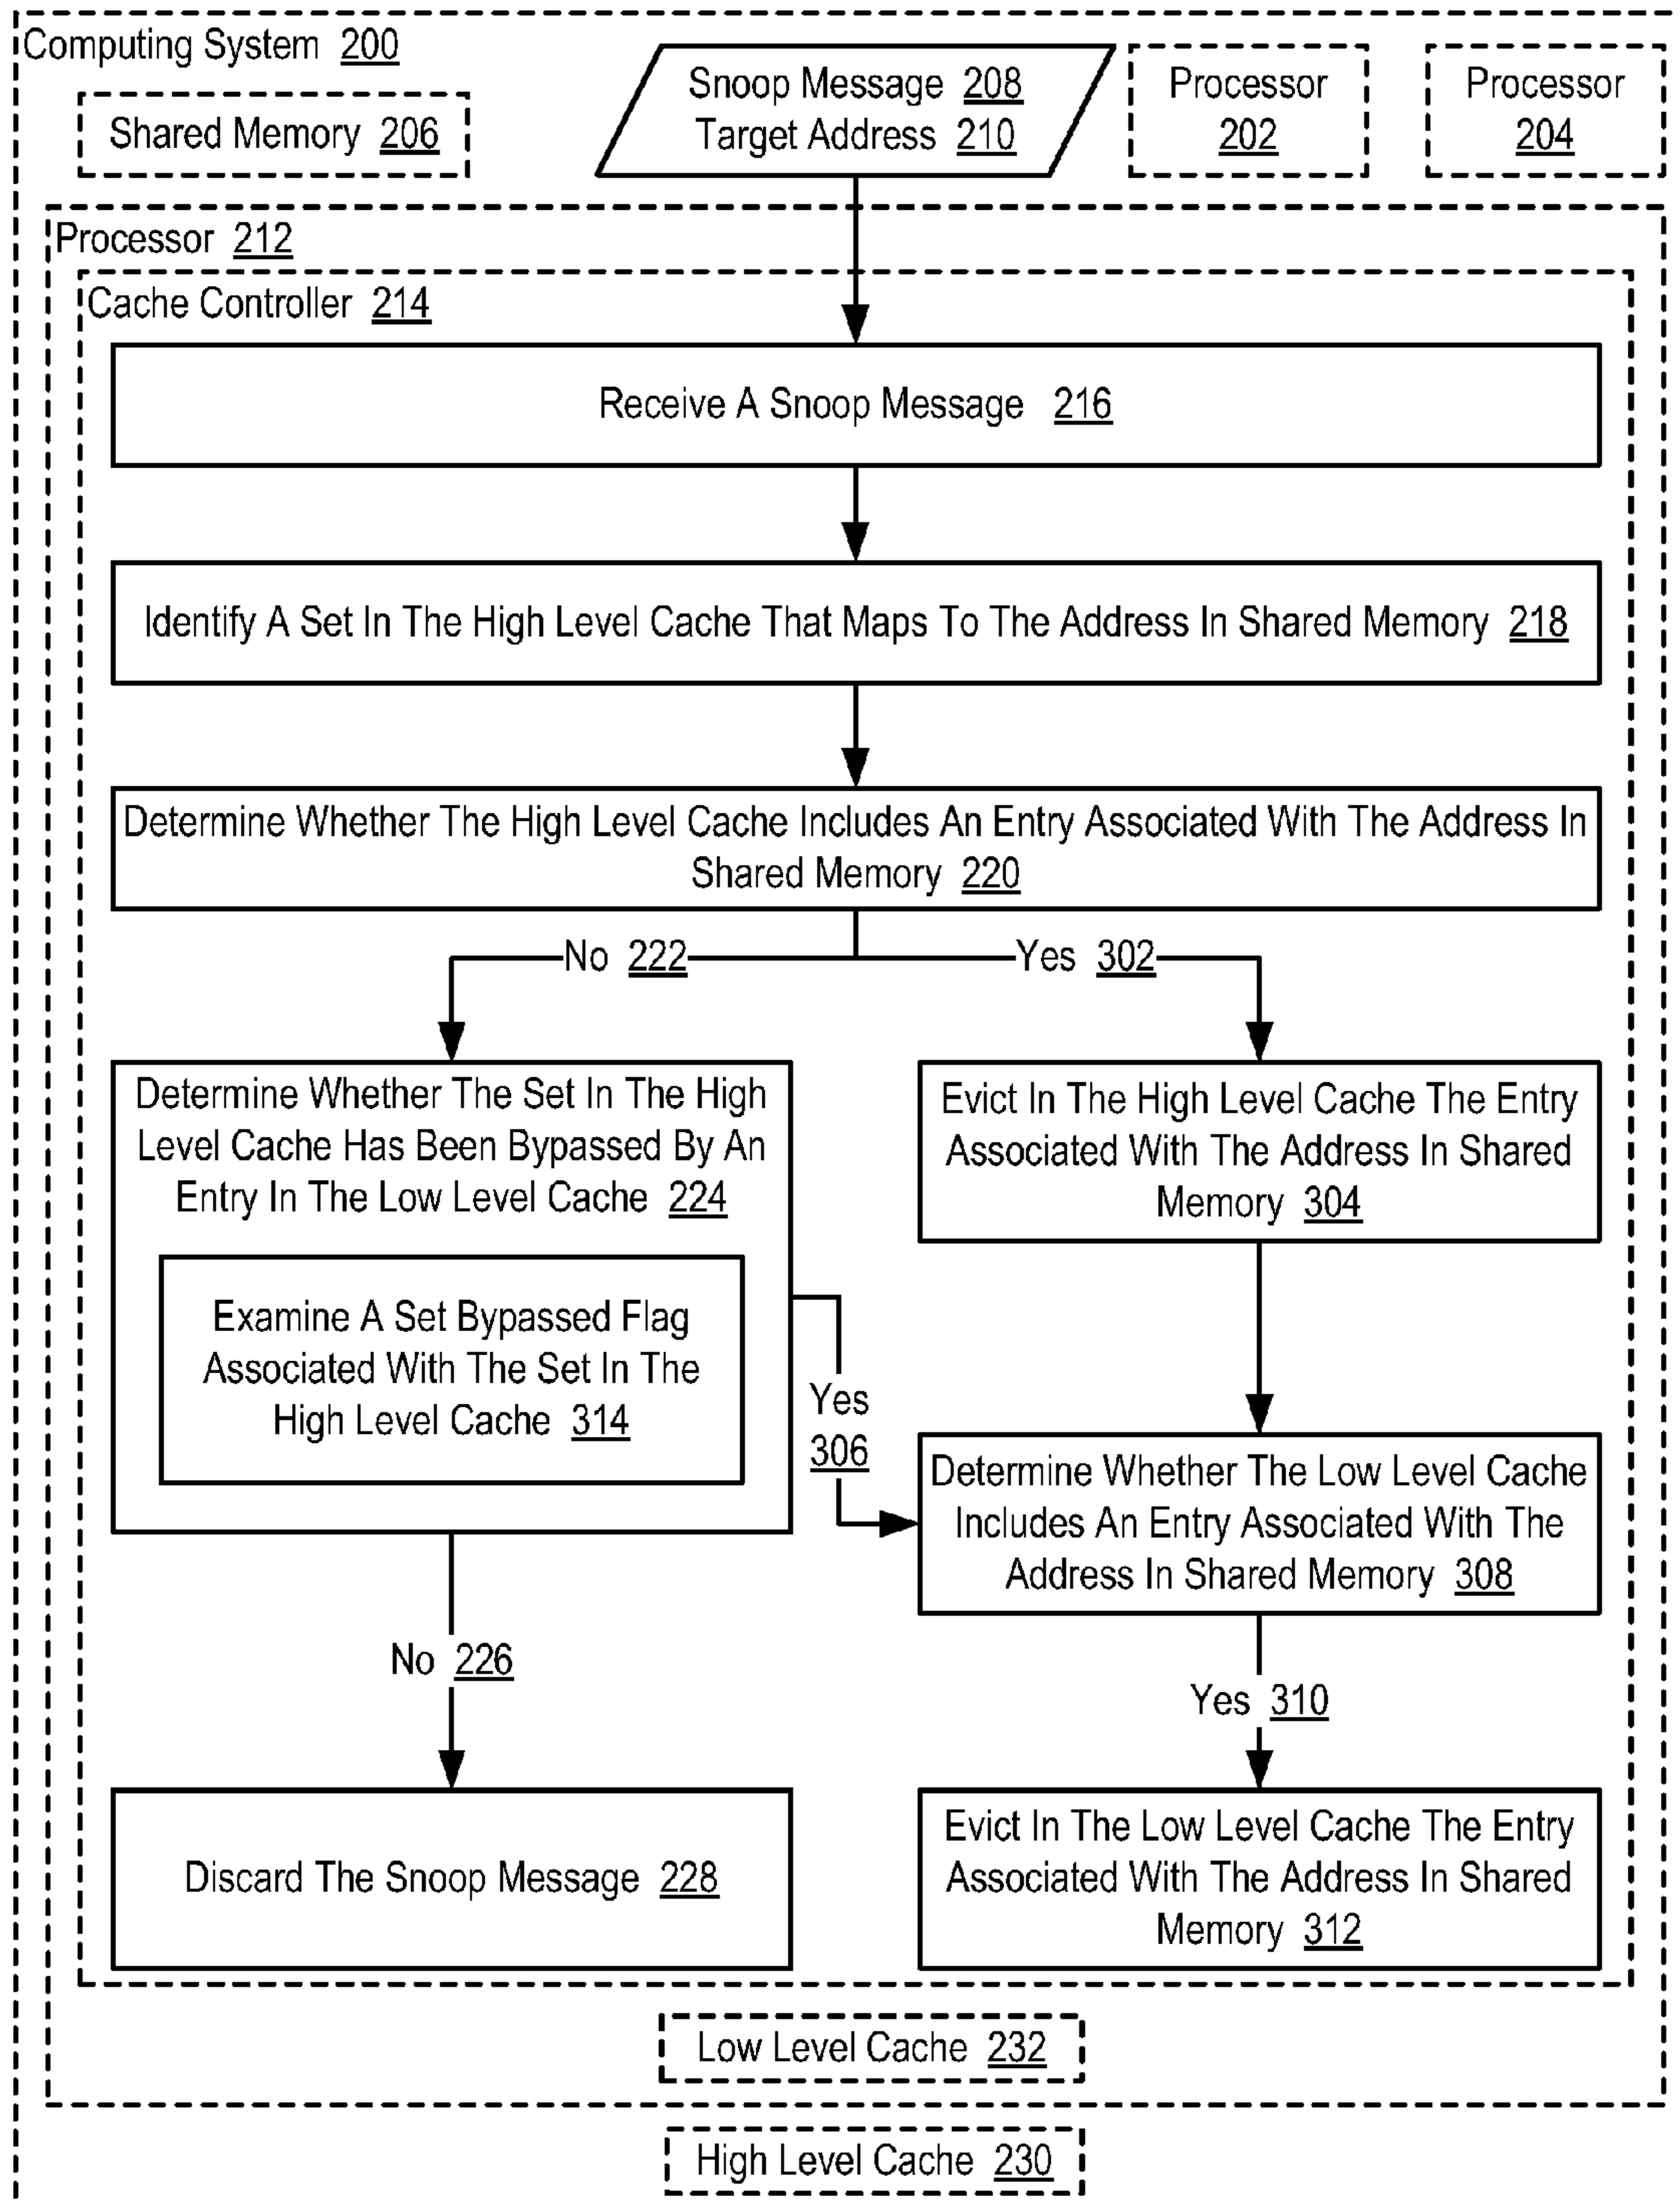 Computing System 200
Shared Memory 206
Snoop Message 208
Target Address 210
Processor
202
Processor
204
Processor 212
Cache Controller 214
Receive A Snoop Message 216
Identify A Set In The High Level Cache That Maps To The Address In Shared Memory 218
Determine Whether The High Level Cache Includes An Entry Associated With The Address In
Shared Memory 220
No 222
Yes 302
Determine Whether The Set In The High
Level Cache Has Been Bypassed By An
Entry In The Low Level Cache 224
Examine A Set Bypassed Flag
Associated With The Set In The
High Level Cache 314
Evict In The High Level Cache The Entry
Associated With The Address In Shared
Memory 304
Yes
306
Determine Whether The Low Level Cache
Includes An Entry Associated With The
Address In Shared Memory 308
No 226
Yes 310
Discard The Snoop Message 228
Evict In The Low Level Cache The Entry
Associated With The Address In Shared
Memory 312
Low Level Cache 232
High Level Cache 230